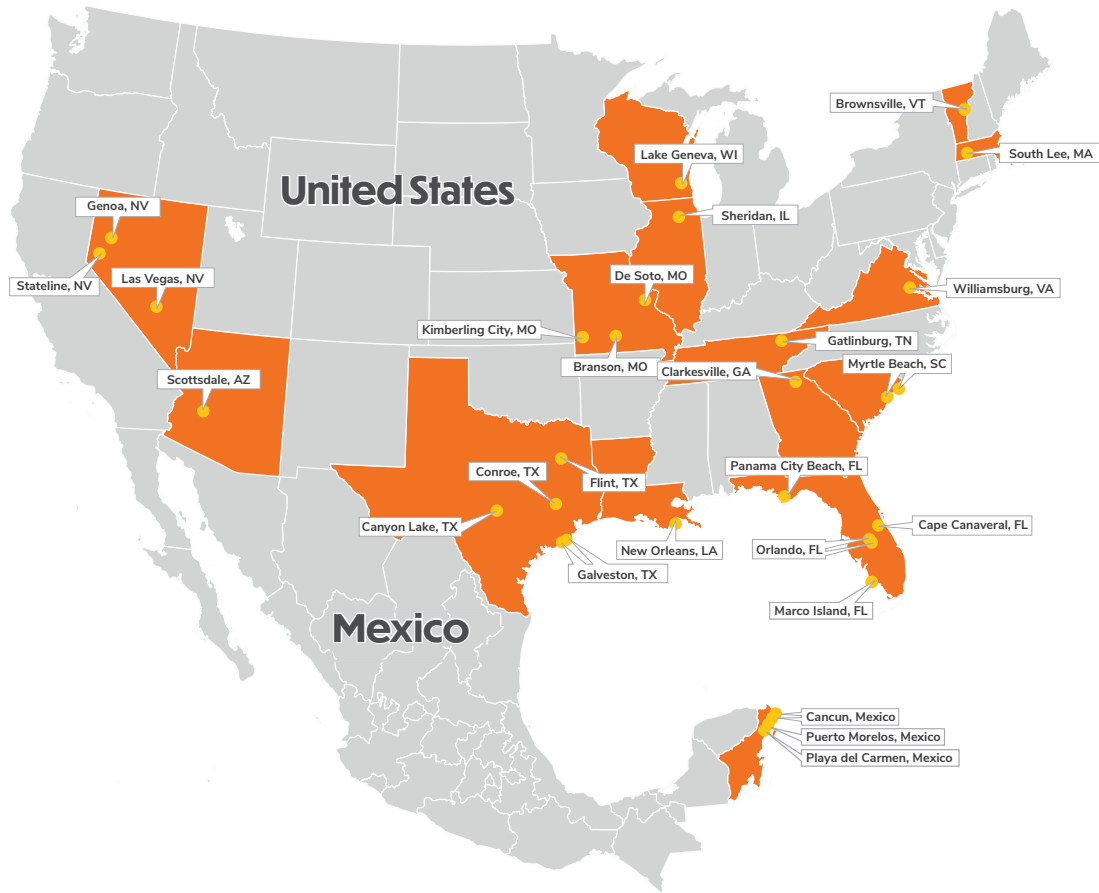 Brownsville, VT
Lake Geneva, WI
South Lee, MA
United States
Genoa, NV
Sheridan, IL
Las Vegas, NV
De Soto, MO
Stateline, NV
Williamsburg, VA
Kimberling City, MO
Gatlinburg, TN
Branson, MO
Clarkesville, GA
Myrtle Beach, SC
Scottsdale, AZ
Panama City Beach, FL
Conroe, TX
Flint, TX
Canyon Lake, TX
Cape Canaveral, FL
New Orleans, LA
Orlando, FL
Galveston, TX
Marco Island, FL
Mexico
Cancun, Mexico
Puerto Morelos, Mexico
Playa del Carmen, Mexico